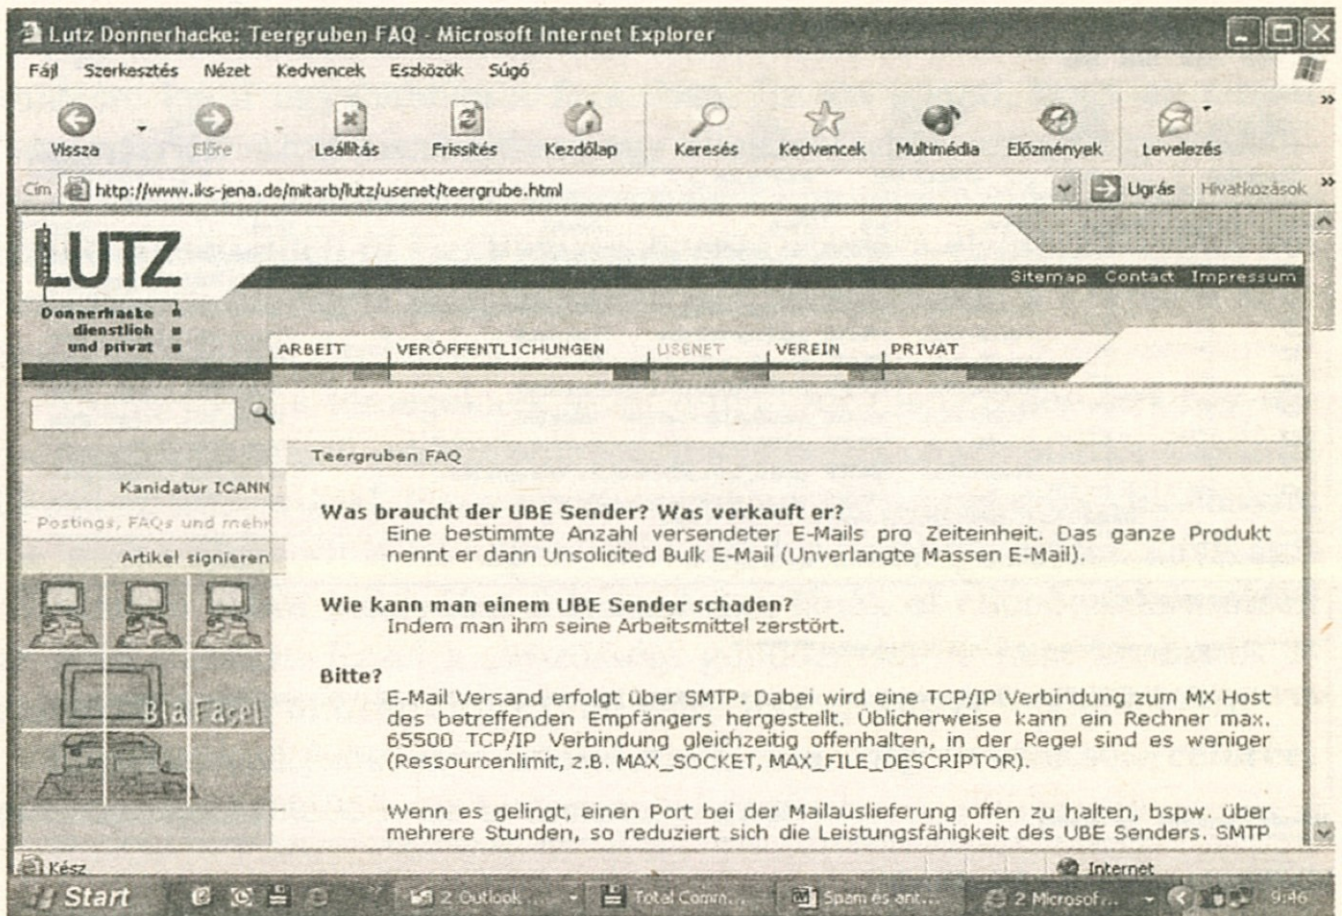 Lutz Donnerhacke: Teergruben FAQ - Microsoft Internet Explorer
Fájl Szerkesztés Nézet Kedvencek Eszközök Súgó
Vissza Előre Leállítás Frissítés Kezdőlap Keresés Kedvencek Multimédia Előzmények Levelezés
Cím http://www.iks-jena.de/mitarb/lutz/usenet/teergrube.html Ugrás Hivatkozások
LUTZ
Donnerhacke
dienstlich
und privat
Sitemap Contact Impressum
ARBEIT VERÖFFENTLICHUNGEN USENET VEREIN PRIVAT
Teergruben FAQ
Kanidatur ICANN
Postings, FAQs und mehr
Artikel signieren
Bla Fasel
Was braucht der UBE Sender? Was verkauft er?
Eine bestimmte Anzahl versendeter E-Mails pro Zeiteinheit. Das ganze Produkt
nennt er dann Unsolicited Bulk E-Mail (Unverlangte Massen E-Mail).
Wie kann man einem UBE Sender schaden?
Indem man ihm seine Arbeitsmittel zerstört.
Bitte?
E-Mail Versand erfolgt über SMTP. Dabei wird eine TCP/IP Verbindung zum MX Host
des betreffenden Empfängers hergestellt. Üblicherweise kann ein Rechner max.
65500 TCP/IP Verbindung gleichzeitig offenhalten, in der Regel sind es weniger
(Ressourcenlimit, z.B. MAX_SOCKET, MAX_FILE_DESCRIPTOR).
Wenn es gelingt, einen Port bei der Mailauslieferung offen zu halten, bspw. über
mehrere Stunden, so reduziert sich die Leistungsfähigkeit des UBE Senders. SMTP
Kész Internet
Start 2 Outlook ... Total Comm... Spam és ant... 2 Microsof... 9:46